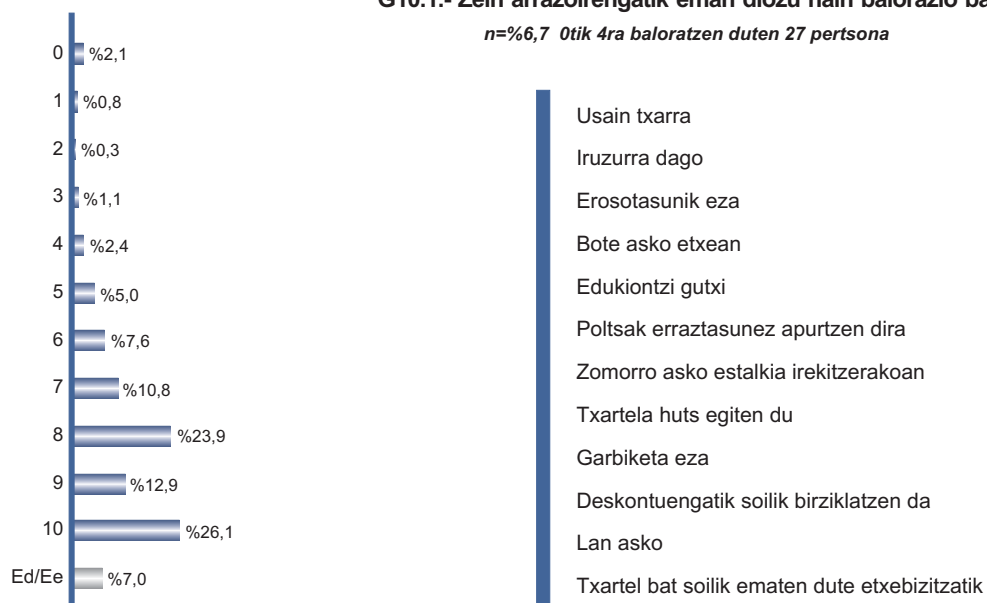 G10.1.- Zein arrazoirengatik eman diozu hain balorazio
n=%6,7 0tik 4ra baloratzen duten 27 pertsona
0 %2,1
1 %0,8
2 %0,3
3 %1,1
4 %2,4
5 %5,0
6 %7,6
7 %10,8
8 %23,9
9 %12,9
10 %26,1
Ed/Ee %7,0
Usain txarra
Iruzurra dago
Erosotasunik eza
Bote asko etxean
Edukiontzi gutxi
Poltsak erraztasunez apurtzen dira
Zomorro asko estalkia irekitzerakoan
Txartela huts egiten du
Garbiketa eza
Deskontuengatik soilik birziklatzen da
Lan asko
Txartel bat soilik ematen dute etxebizitzatik